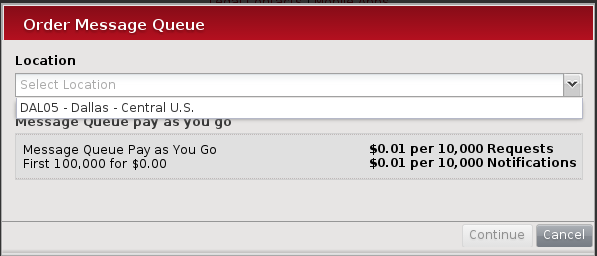 Order Message Queue
Location
Select Location
DAL05 - Dallas - Central U.S.
Message Queue pay as you go
Message Queue Pay as You Go
First 100,000 for $0.00
$0.01 per 10,000 Requests
$0.01 per 10,000 Notifications
Continue
Cancel